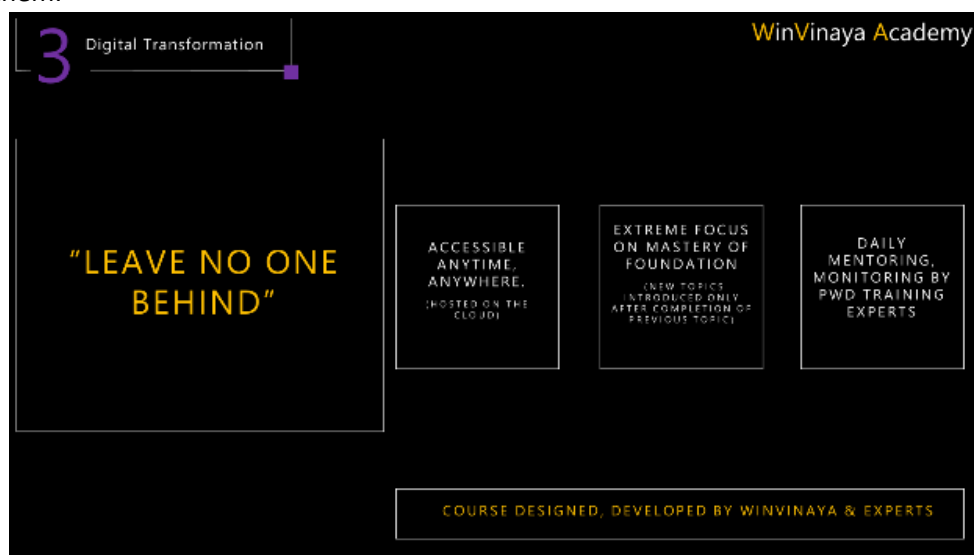 3 Digital Transformation
WinVinaya Academy
"LEAVE NO ONE
BEHIND"
ACCESSIBLE
ANYTIME,
ANYWHERE.
(HOSTED ON THE
CLOUD)
EXTREME FOCUS
ON MASTERY OF
FOUNDATION
(NEW TOPICS
INTRODUCED ONLY
AFTER COMPLETION OF
PREVIOUS TOPIC)
DAILY
MENTORING,
MONITORING BY
PWD TRAINING
EXPERTS
COURSE DESIGNED, DEVELOPED BY WINVINAYA & EXPERTS